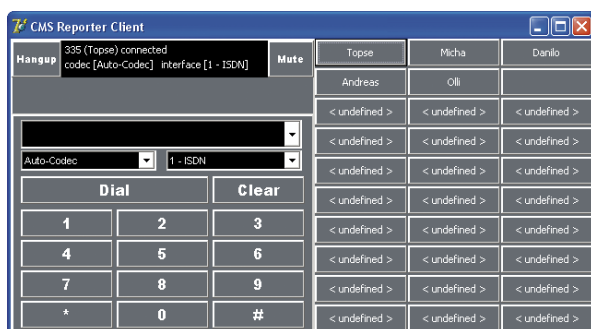 CMS Reporter Client
Hangup
335 (Topse) connected
codec [Auto-Codec] interface [1 - ISDN]
Mute
Auto-Codec
1 - ISDN
Dial Clear
1 2 3
4 5 6
7 8 9
* 0 #
Topse Micha Danilo
Andreas Olli
< undefined > < undefined > < undefined >
< undefined > < undefined > < undefined >
< undefined > < undefined > < undefined >
< undefined > < undefined > < undefined >
< undefined > < undefined > < undefined >
< undefined > < undefined > < undefined >
< undefined > < undefined > < undefined >
< undefined > < undefined > < undefined >